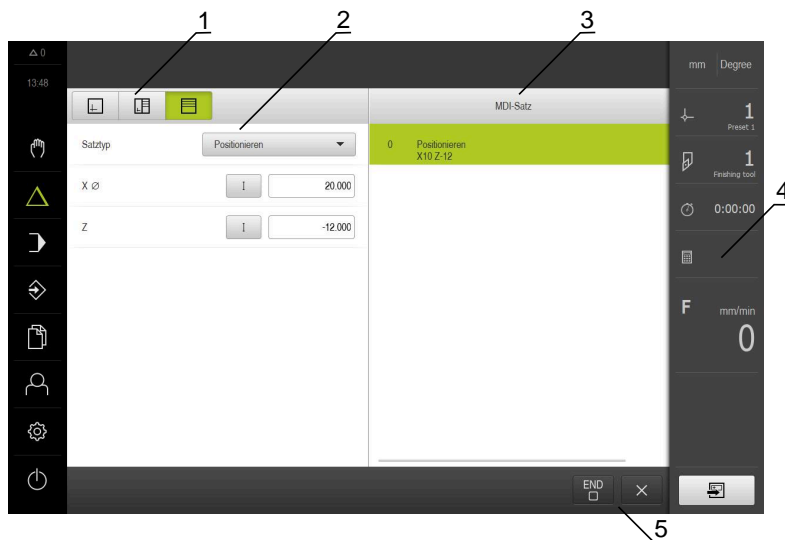 1
2
3
0
13:48
mm Degree
MDI-Satz
1
Preset 1
Satztyp
Positionieren
0 Positionieren
X10 Z-12
1
Finishing tool
X ⌀
I
20.000
4
0:00:00
Z
I
-12.000
F mm/min
0
END
5